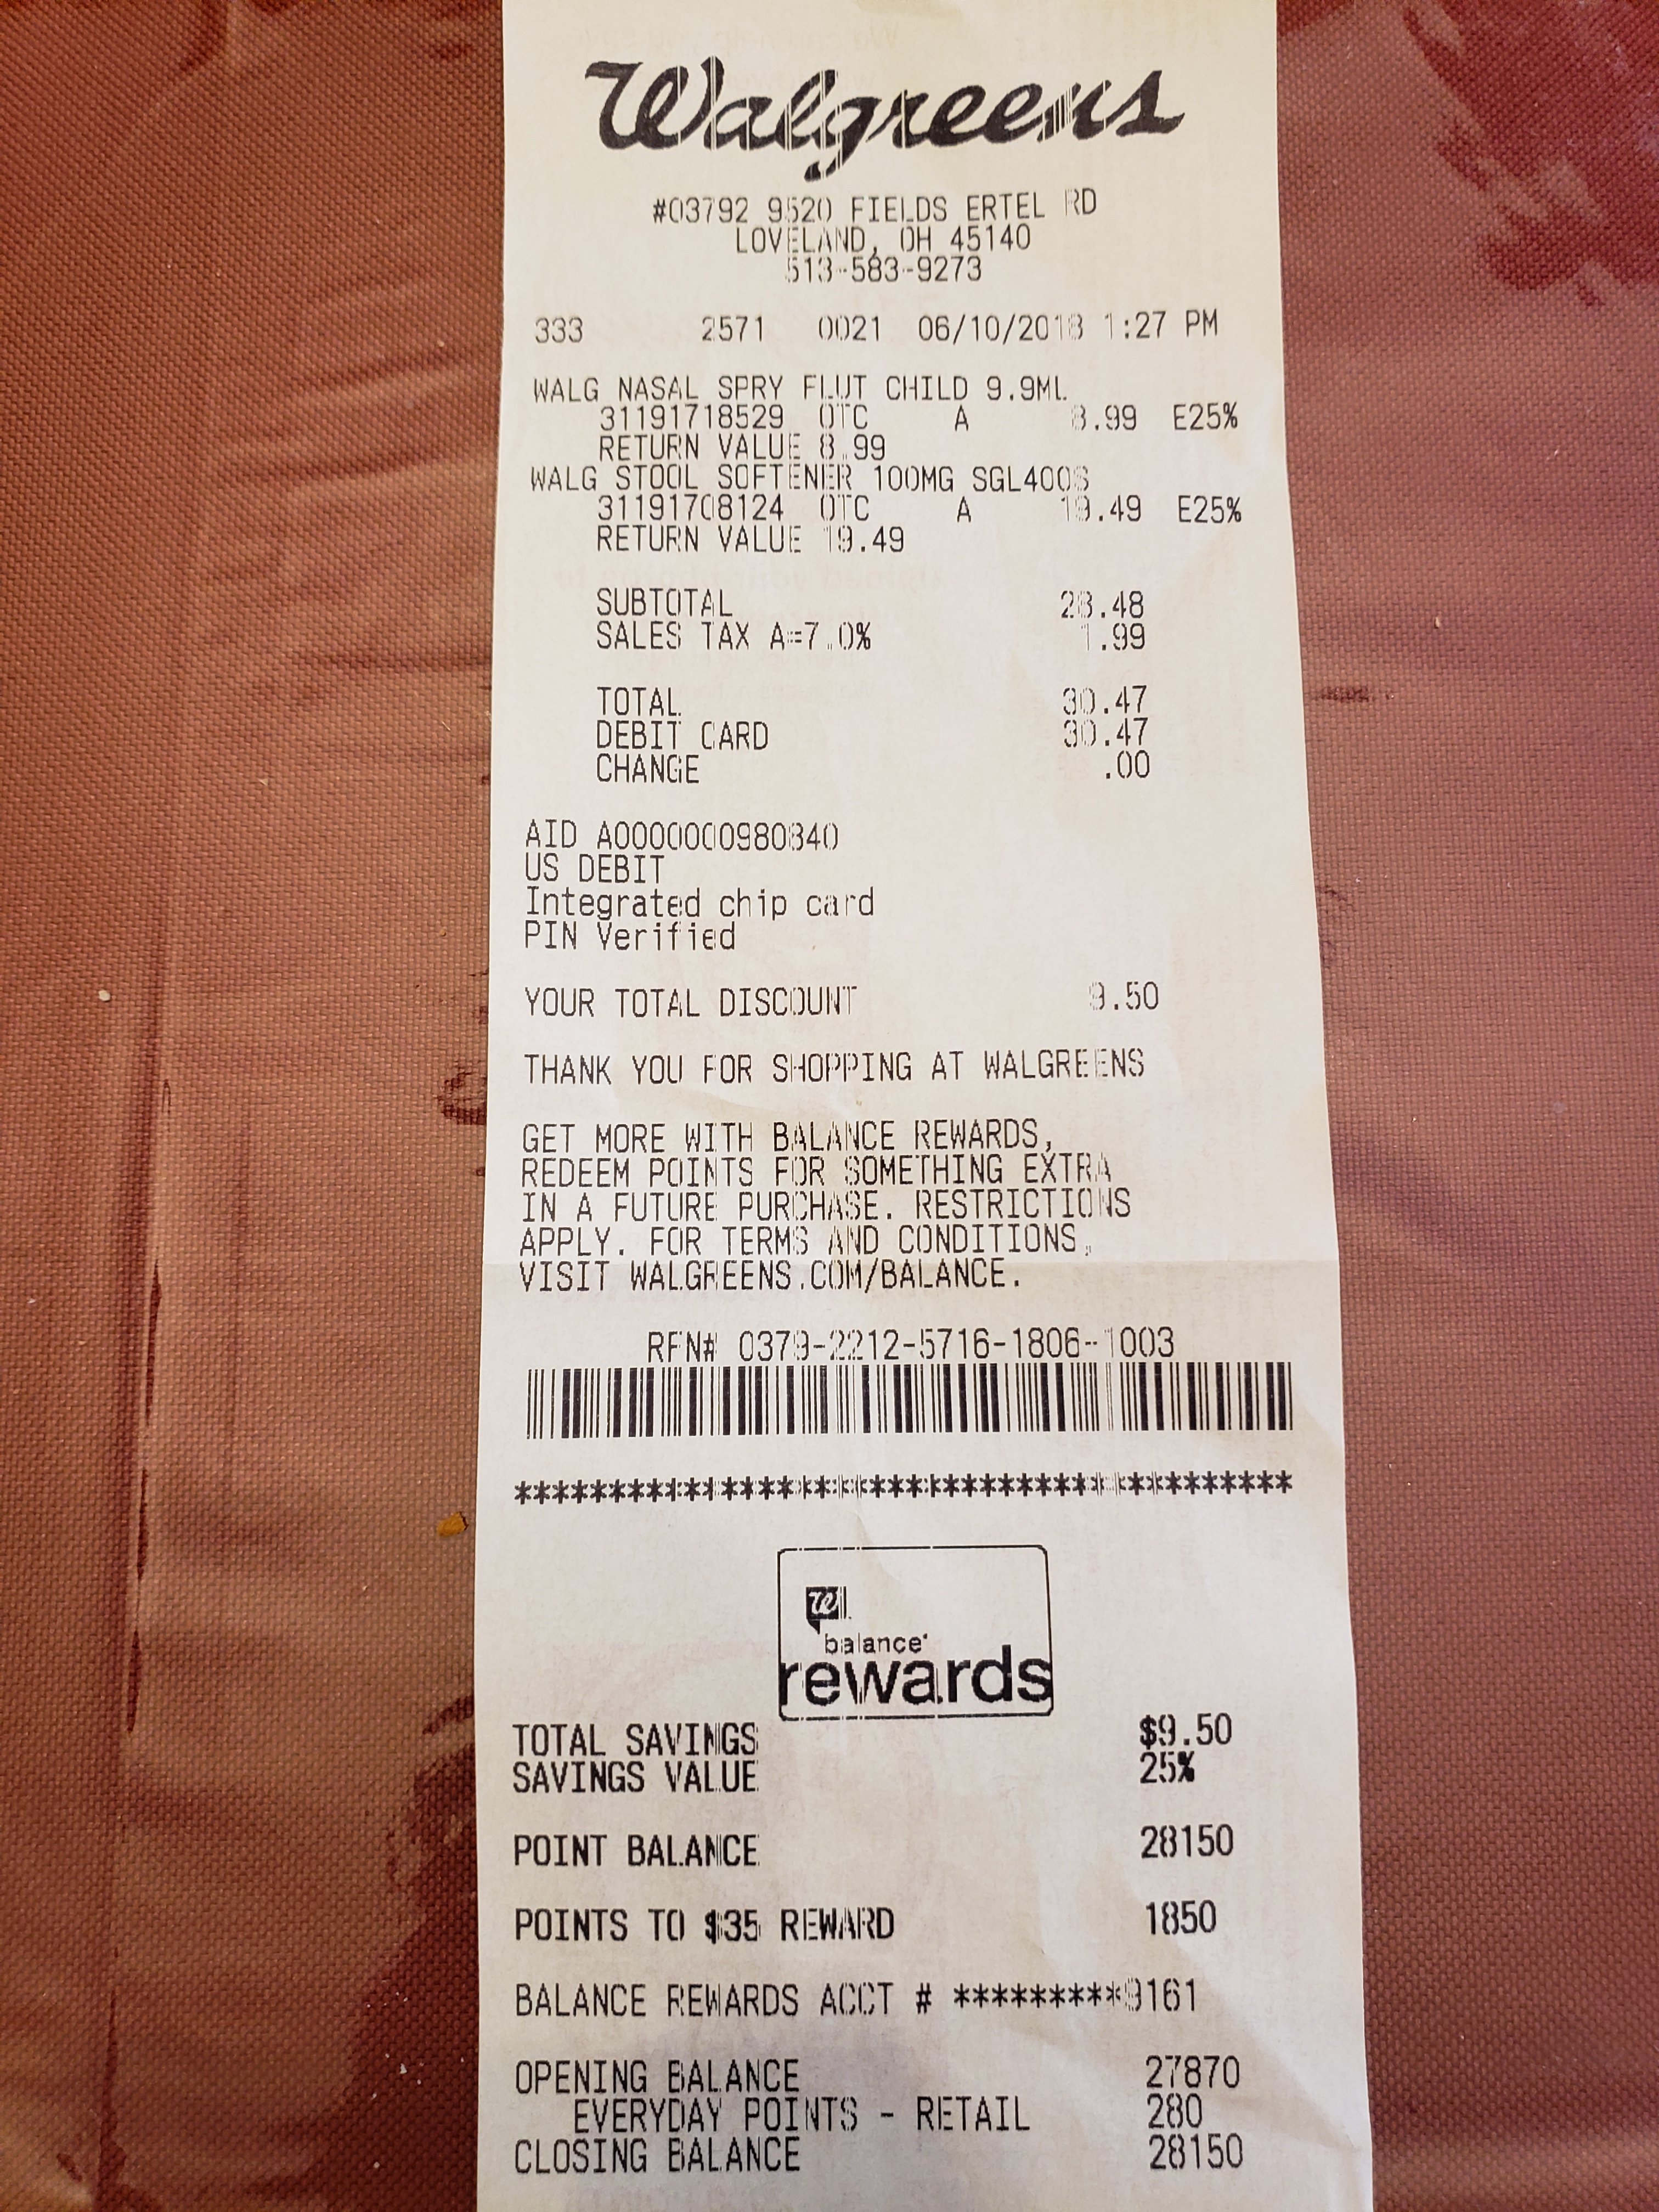 Walgreens
#03792 9520 FIELDS ERTEL RD
LOVELAND, OH 45140
513-583-9273
333 2571 0021 06/10/2018 1:27 PM
WALG NASAL SPRY FLUT CHILD 9.9ML
31191718529 OTC A 8.99 E25%
RETURN VALUE 8.99
WALG STOOL SOFTENER 100MG SGL400S
31191708124 OTC A 19.49 E25%
RETURN VALUE 19.49
SUBTOTAL 28.48
SALES TAX A=7.0% 1.99
TOTAL 30.47
DEBIT CARD 30.47
CHANGE .00
AID A0000000980840
US DEBIT
Integrated chip card
PIN Verified
YOUR TOTAL DISCOUNT 9.50
THANK YOU FOR SHOPPING AT WALGREENS
GET MORE WITH BALANCE REWARDS,
REDEEM POINTS FOR SOMETHING EXTRA
IN A FUTURE PURCHASE. RESTRICTIONS
APPLY. FOR TERMS AND CONDITIONS,
VISIT WALGREENS.COM/BALANCE.
RFN# 0379-2212-5716-1806-1003
****************************************
W
balance
rewards
TOTAL SAVINGS $9.50
SAVINGS VALUE 25%
POINT BALANCE 28150
POINTS TO $35 REWARD 1850
BALANCE REWARDS ACCT # *********9161
OPENING BALANCE 27870
EVERYDAY POINTS - RETAIL 280
CLOSING BALANCE 28150